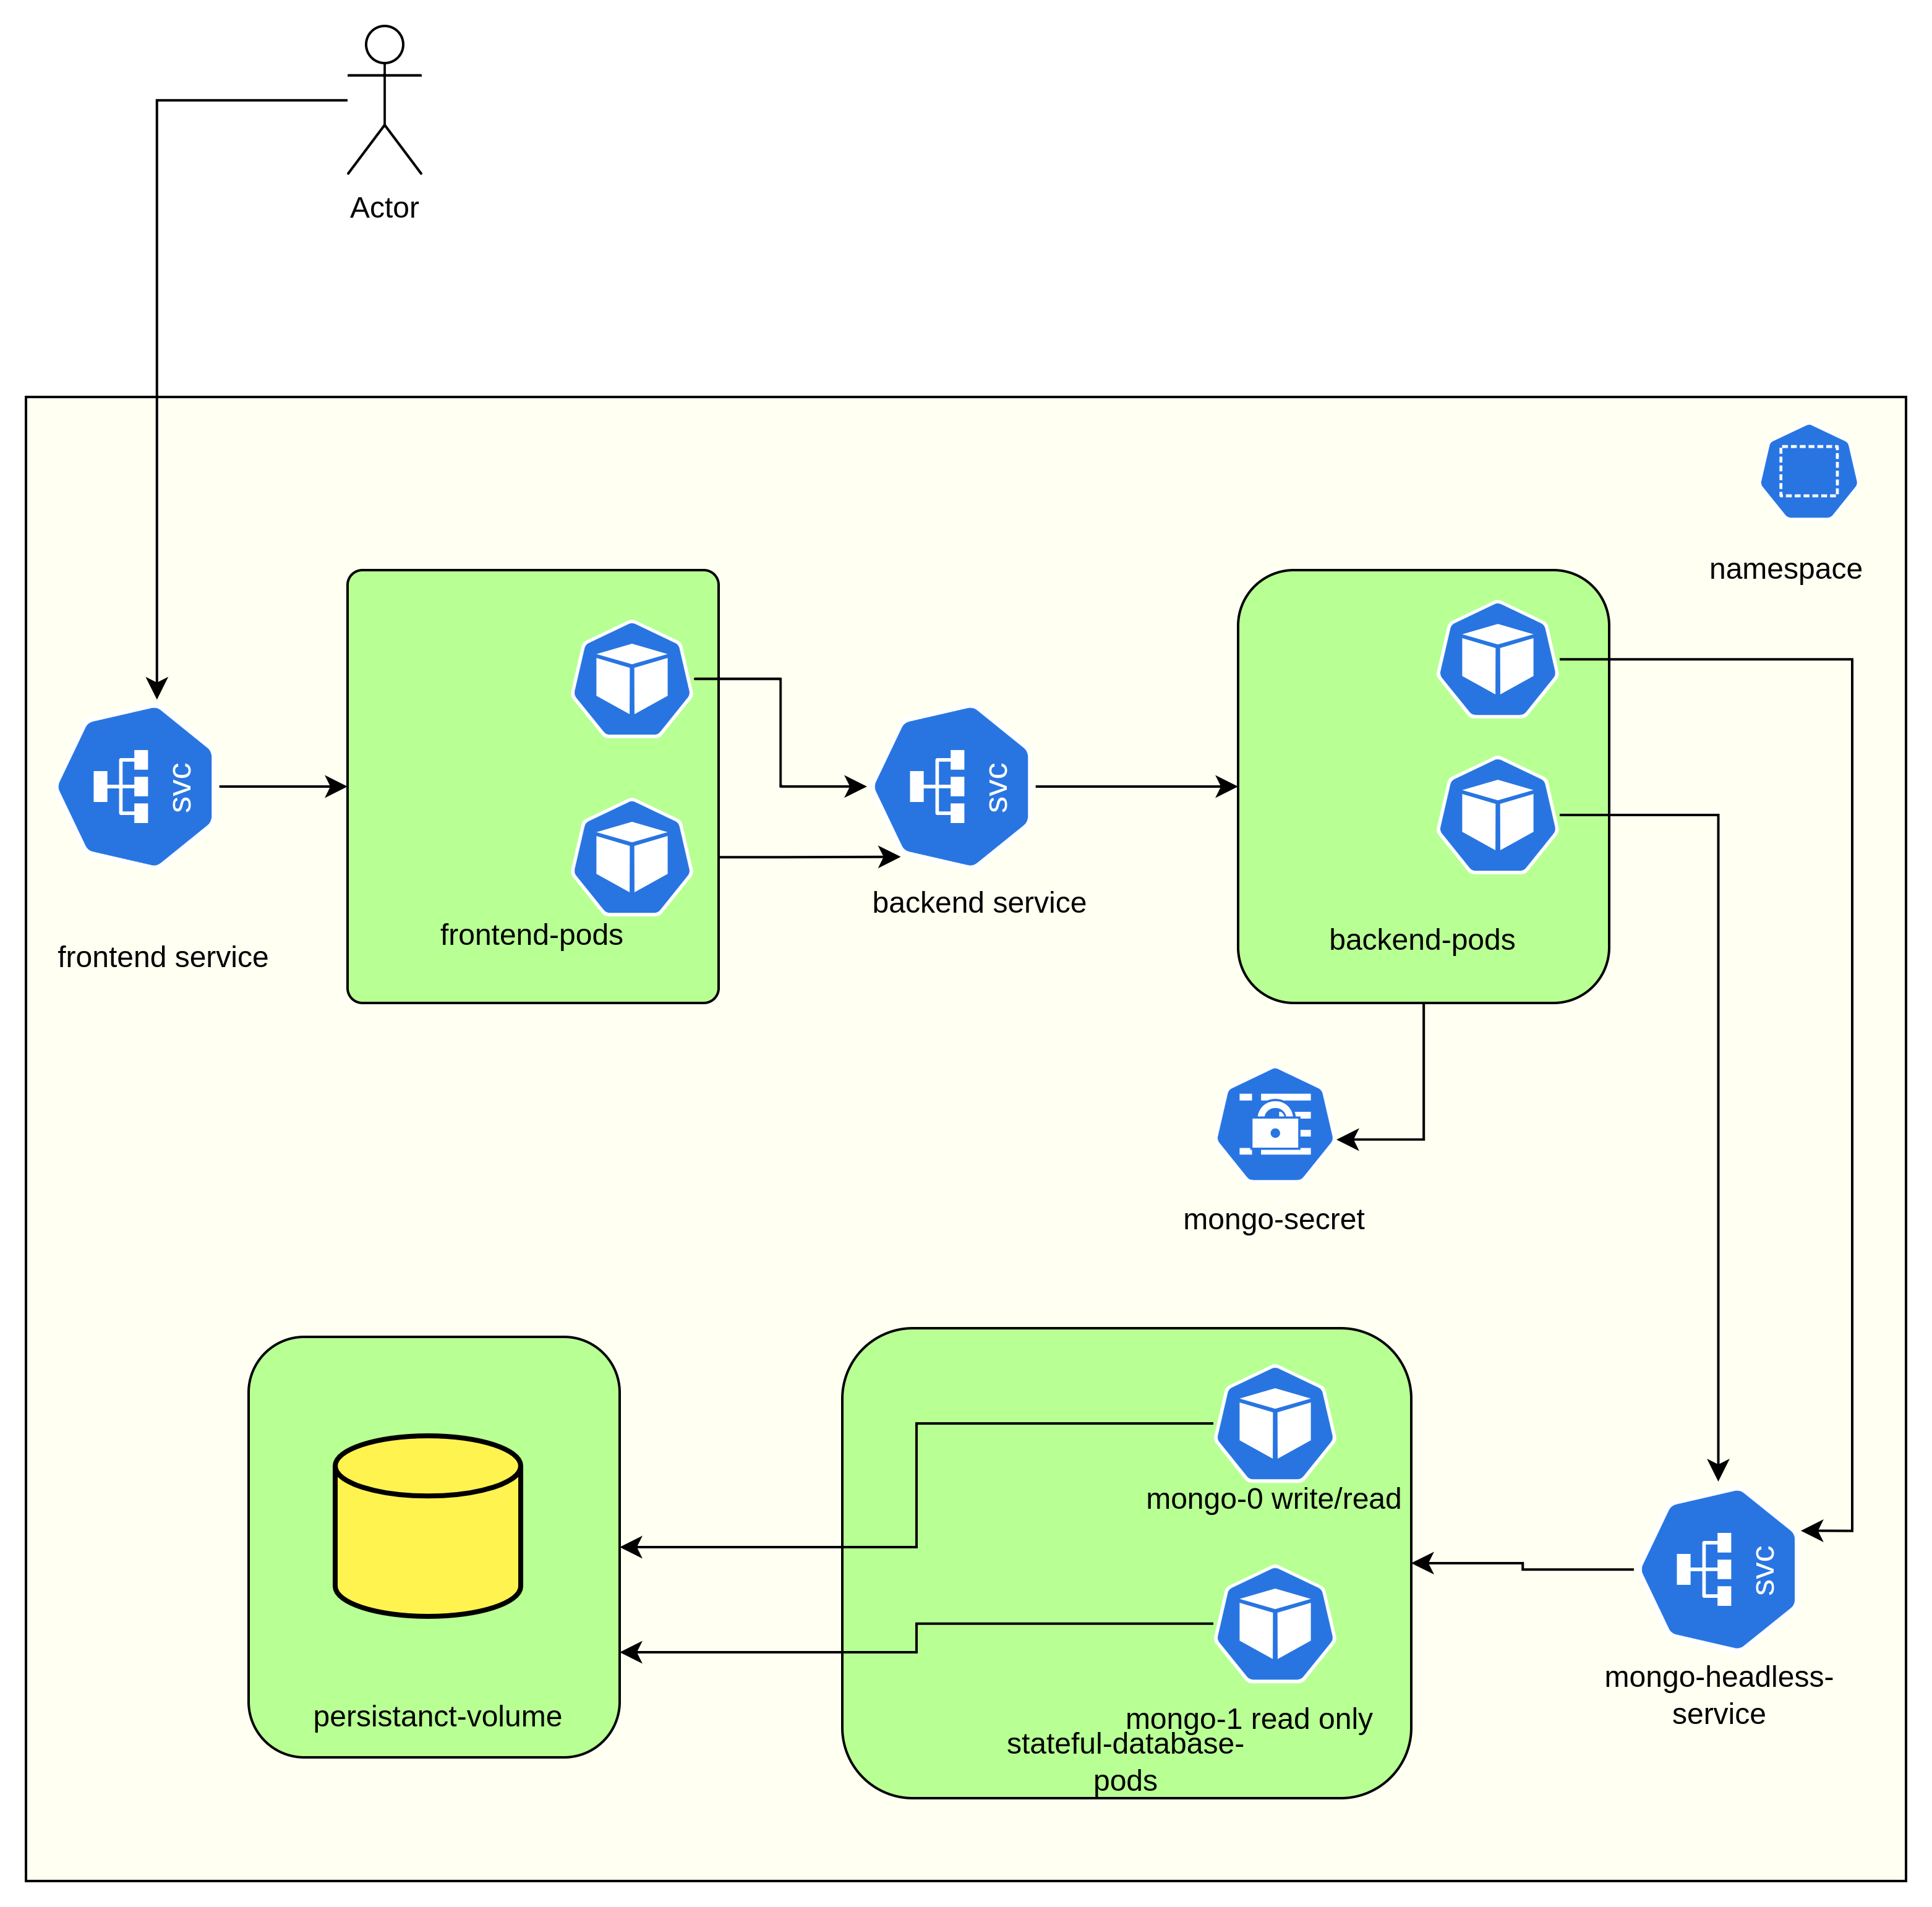 Actor
namespace
svc
frontend service
frontend-pods
svc
backend service
backend-pods
mongo-secret
persistanct-volume
mongo-0 write/read
mongo-1 read only
stateful-database-
pods
svc
mongo-headless-
service